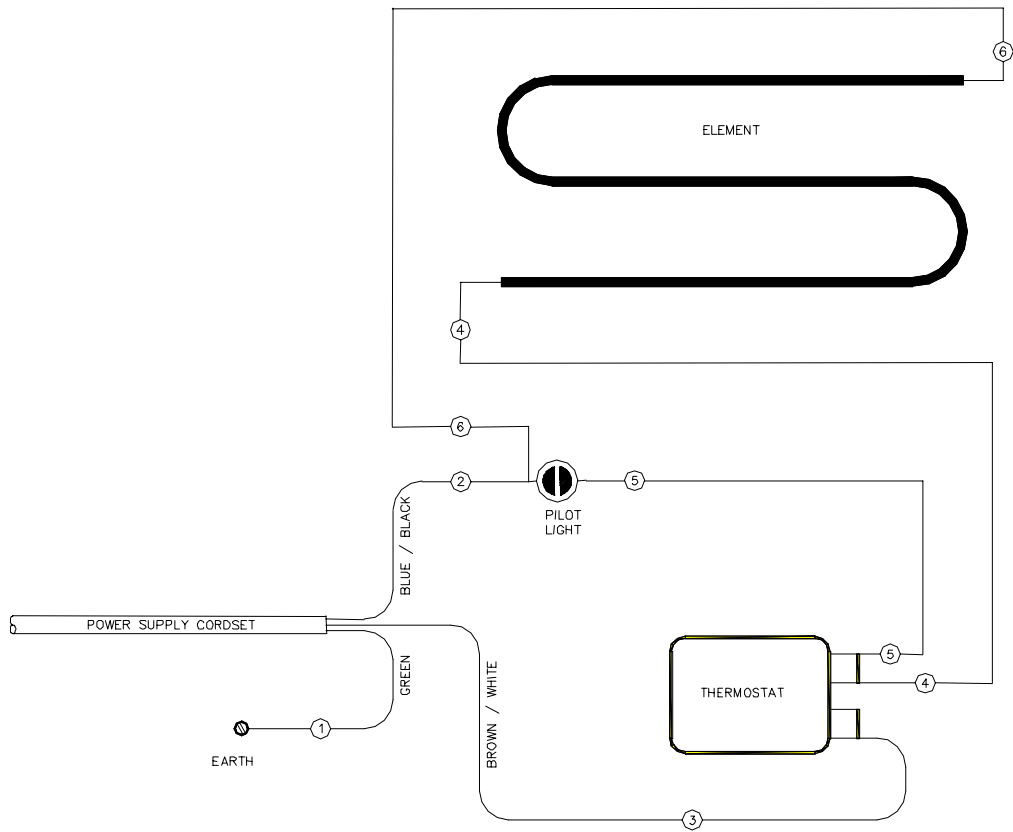 6
ELEMENT
4
6
2
5
PILOT
LIGHT
BLUE / BLACK
POWER SUPPLY CORDSET
GREEN
BROWN / WHITE
5
THERMOSTAT
4
1
EARTH
3